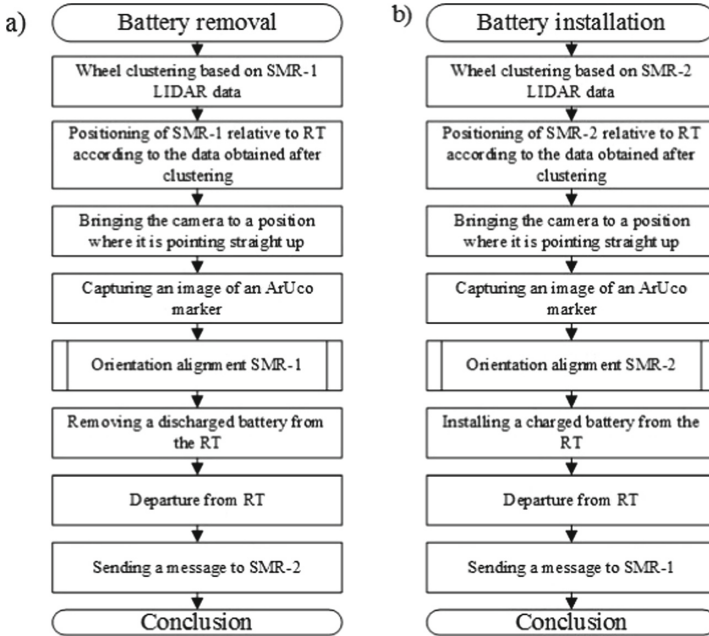 a)
Battery removal
Wheel clustering based on SMR-1
LIDAR data
Positioning of SMR-1 relative to RT
according to the data obtained after
clustering
Bringing the camera to a position
where it is pointing straight up
Capturing an image of an ArUco
marker
Orientation alignment SMR-1
Removing a discharged battery from
the RT
Departure from RT
Sending a message to SMR-2
Conclusion
b)
Battery installation
Wheel clustering based on SMR-2
LIDAR data
Positioning of SMR-2 relative to RT
according to the data obtained after
clustering
Bringing the camera to a position
where it is pointing straight up
Capturing an image of an ArUco
marker
Orientation alignment SMR-2
Installing a charged battery from the
RT
Departure from RT
Sending a message to SMR-1
Conclusion